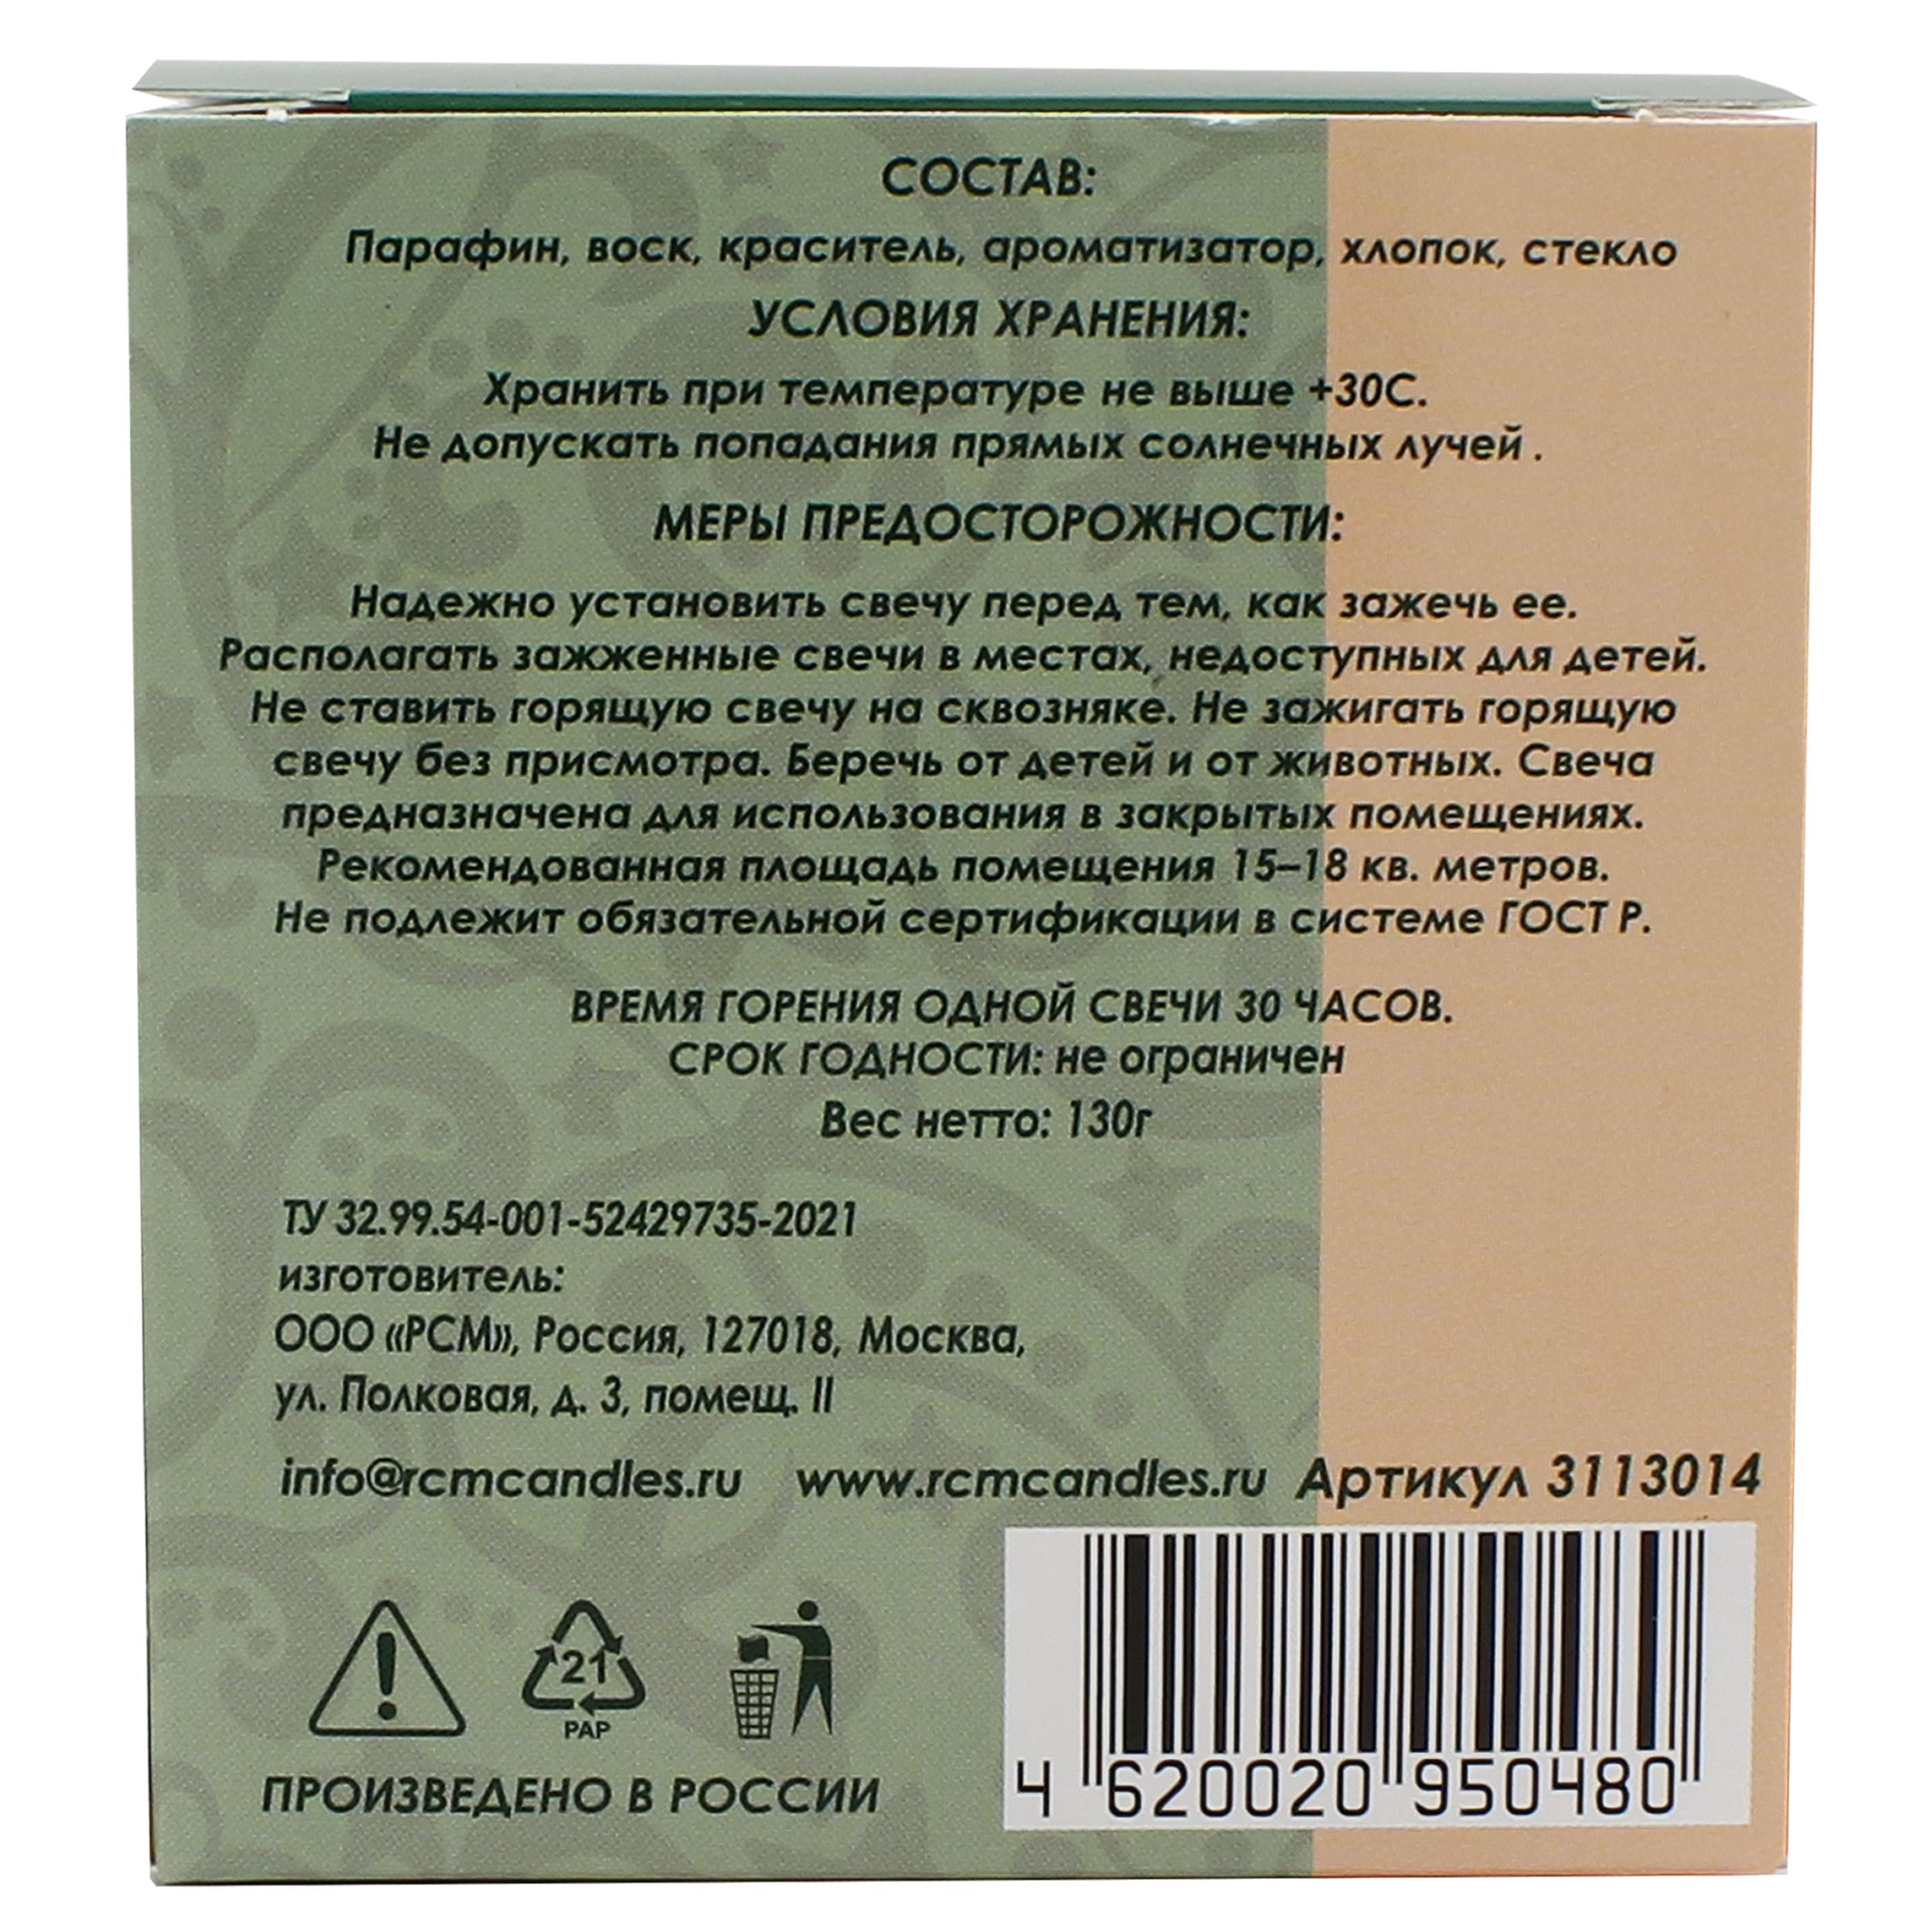 СОСТАВ:
Парафин, воск, краситель, ароматизатор, хлопок, стекло
УСЛОВИЯ ХРАНЕНИЯ:
Хранить при температуре не выше +30С.
Не допускать попадания прямых солнечных лучей .
МЕРЫ ПРЕДОСТОРОЖНОСТИ:
Надежно установить свечу перед тем, как зажечь ее.
Располагать зажженные свечи в местах, недоступных для детей.
Не ставить горящую свечу на сквозняке. Не зажигать горящую
свечу без присмотра. Беречь от детей и от животных. Свеча
предназначена для использования в закрытых помещениях.
Рекомендованная площадь помещения 15–18 кв. метров.
Не подлежит обязательной сертификации в системе ГОСТ Р.
ВРЕМЯ ГОРЕНИЯ ОДНОЙ СВЕЧИ 30 ЧАСОВ.
СРОК ГОДНОСТИ: не ограничен
Вес нетто: 130г
ТУ 32.99.54-001-52429735-2021
изготовитель:
ООО «РСМ», Россия, 127018, Москва,
ул. Полковая, д. 3, помещ. II
info@rcmcandles.ru www.rcmcandles.ru Артикул 3113014
21
PAP
ПРОИЗВЕДЕНО В РОССИИ
4 620020 950480